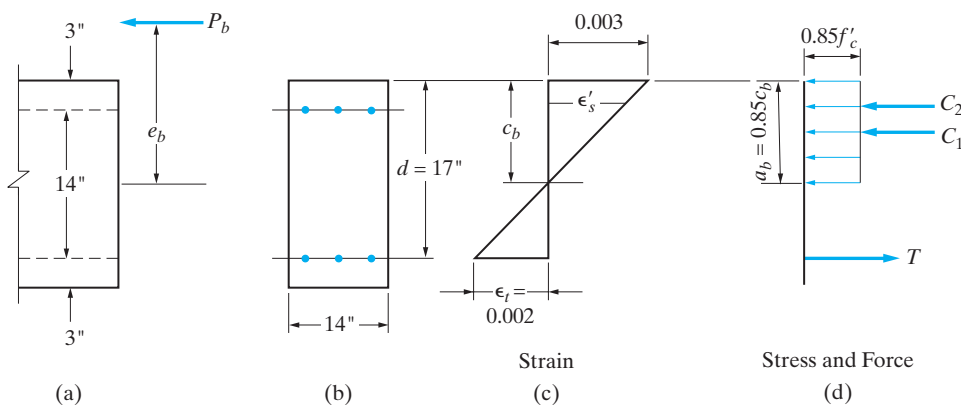 3"
P_b
e_b
14"
3"
(a)
d = 17"
14"
(b)
0.003
ϵ′_s
c_b
ϵ_t =
0.002
Strain
(c)
0.85f′_c
a_b = 0.85c_b
C_2
C_1
T
Stress and Force
(d)